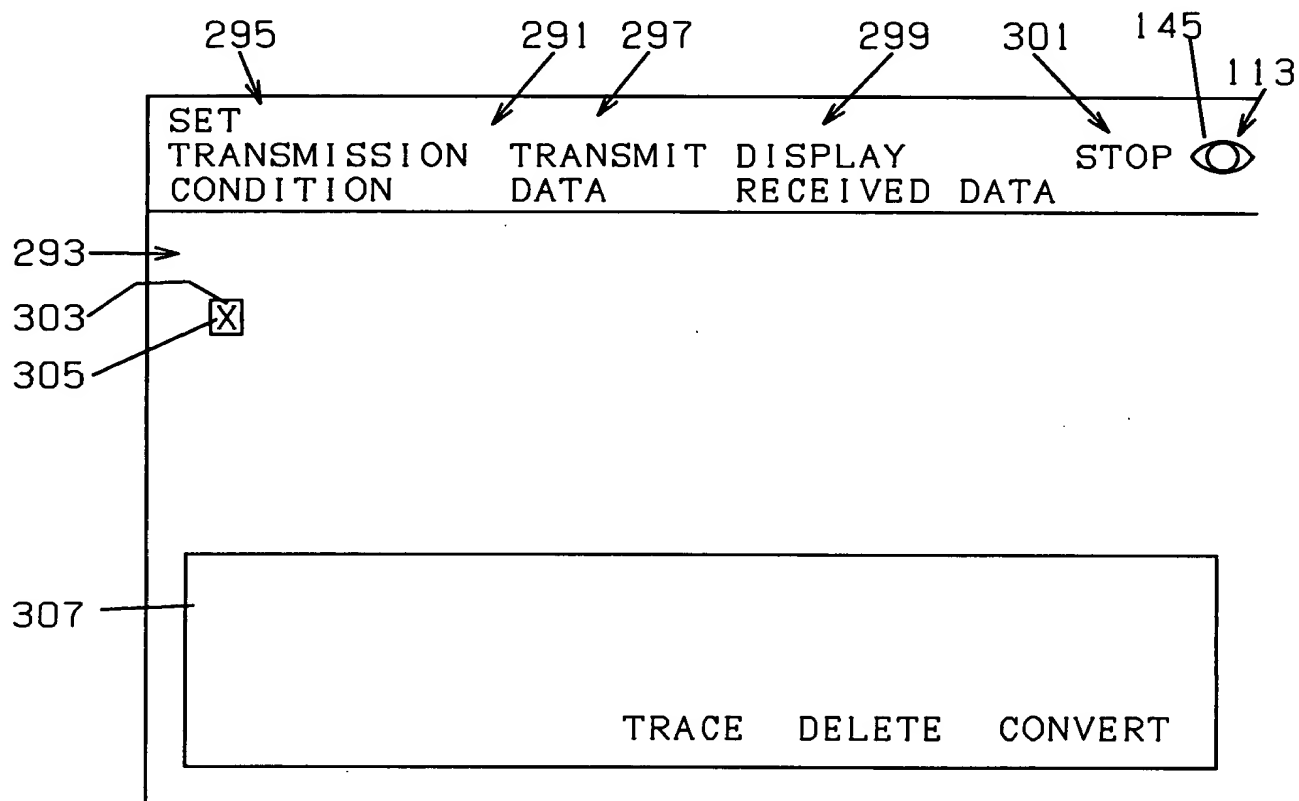 295 291 297 299 301 145 113
SET
TRANSMISSION TRANSMIT DISPLAY STOP
CONDITION DATA RECEIVED DATA
293
303
X
305
307
TRACE DELETE CONVERT